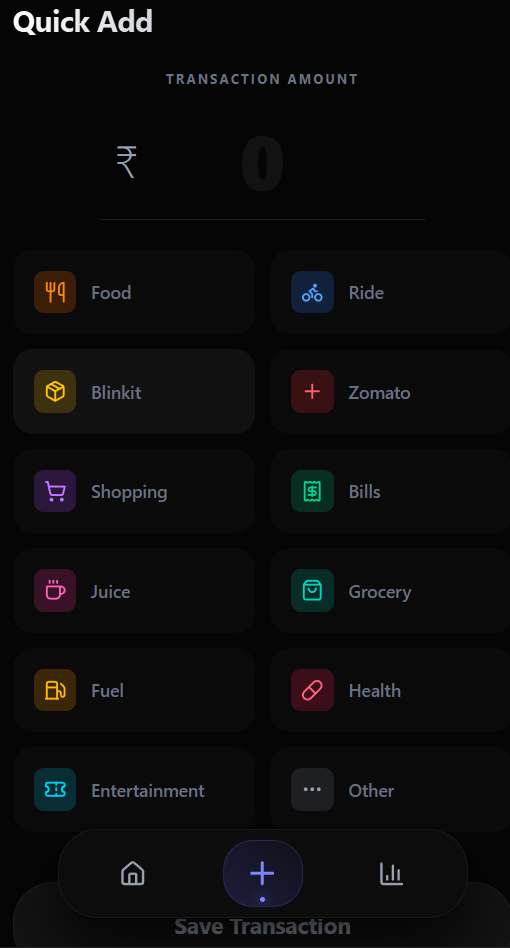 Quick Add
TRANSACTION AMOUNT
₹ 0
Food Ride
Blinkit Zomato
Shopping Bills
Juice Grocery
Fuel Health
Entertainment Other
Save Transaction